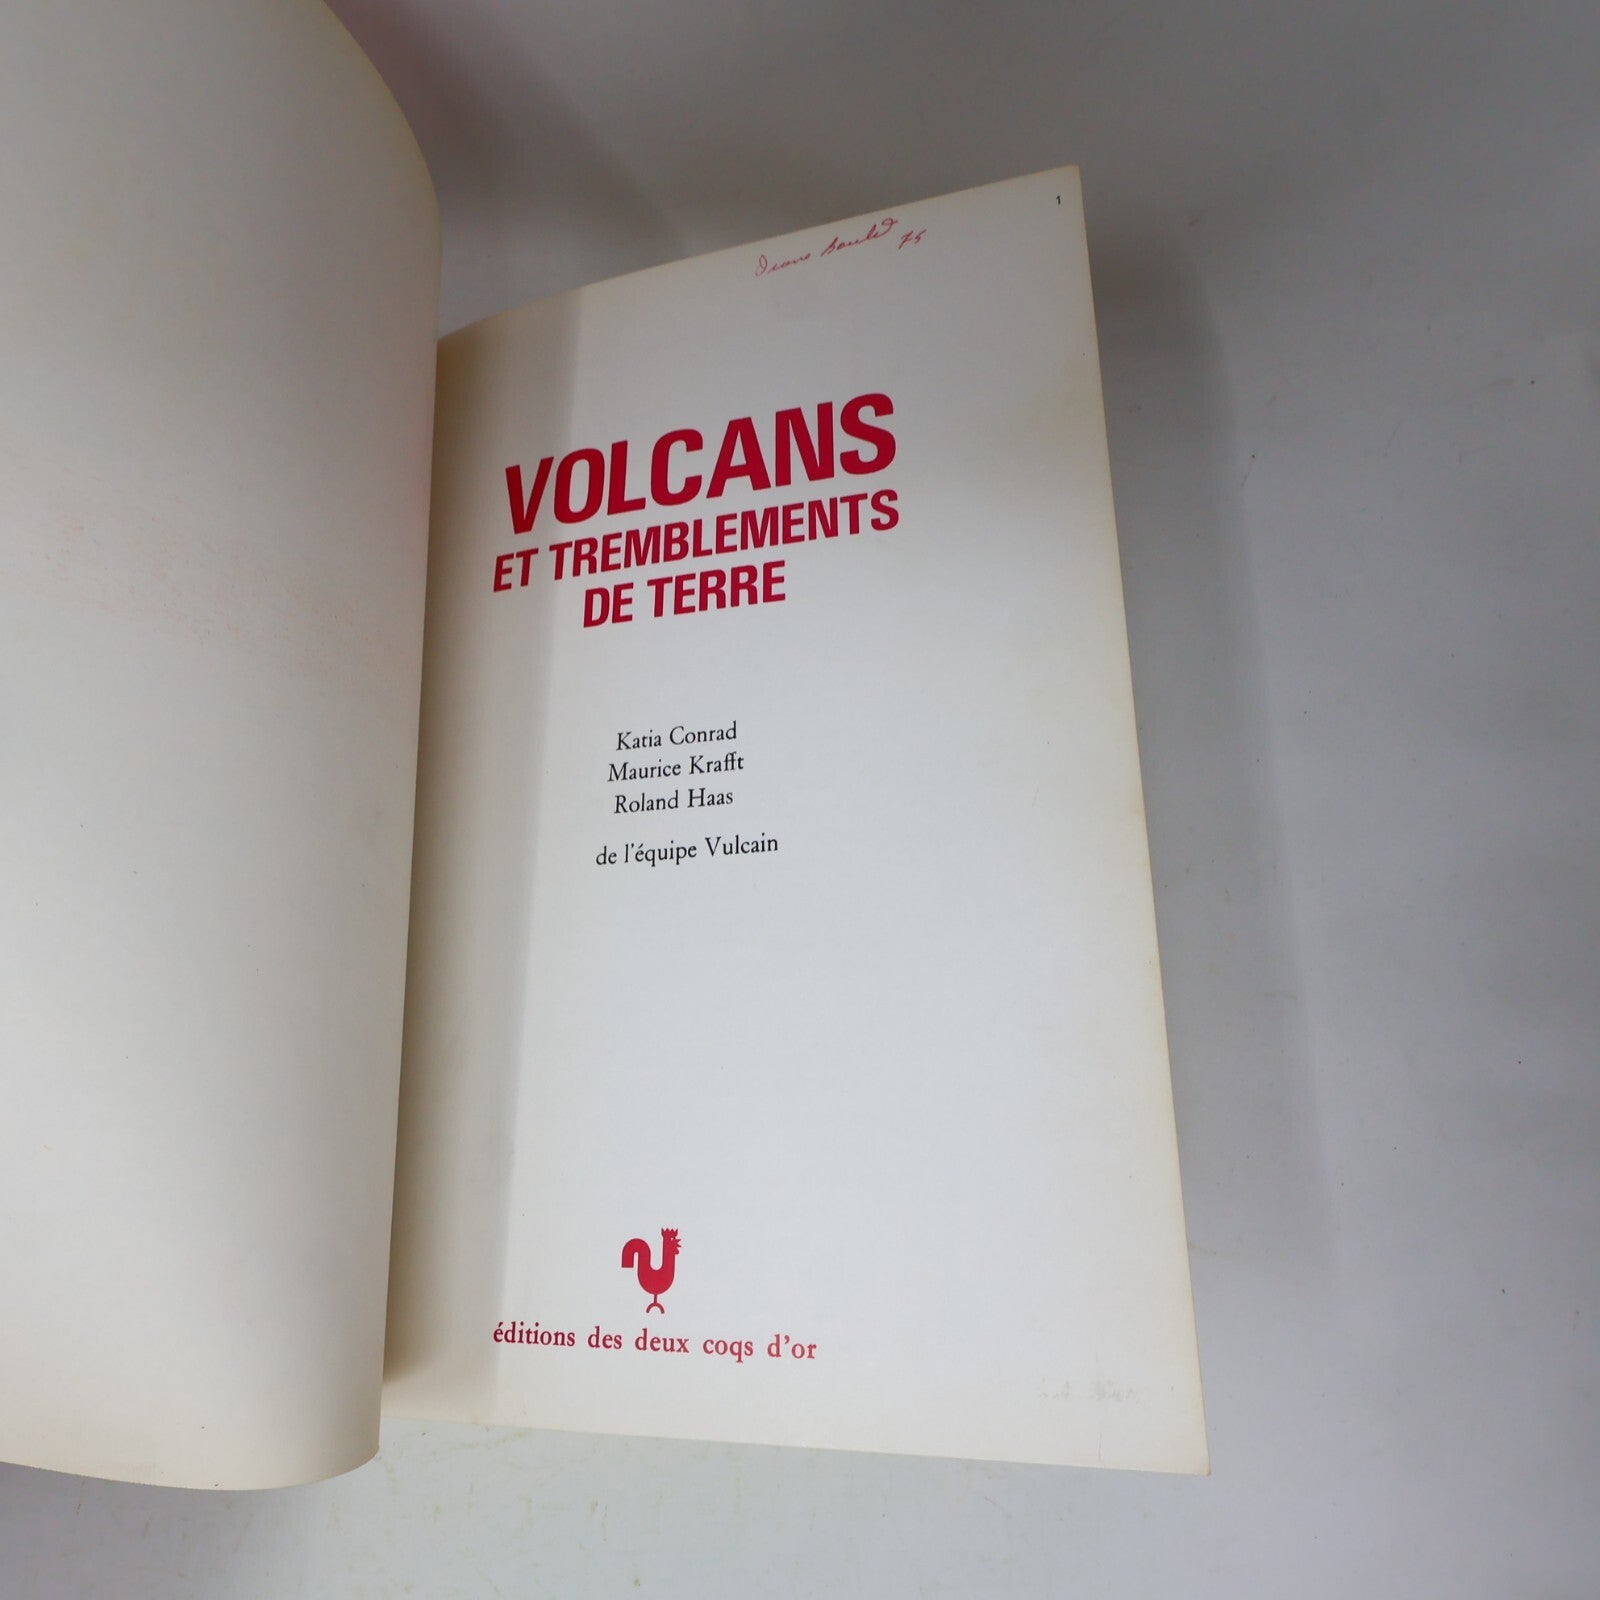 1
75
VOLCANS
ET TREMBLEMENTS
DE TERRE
Katia Conrad
Maurice Krafft
Roland Haas
de l'équipe Vulcain
éditions des deux coqs d'or